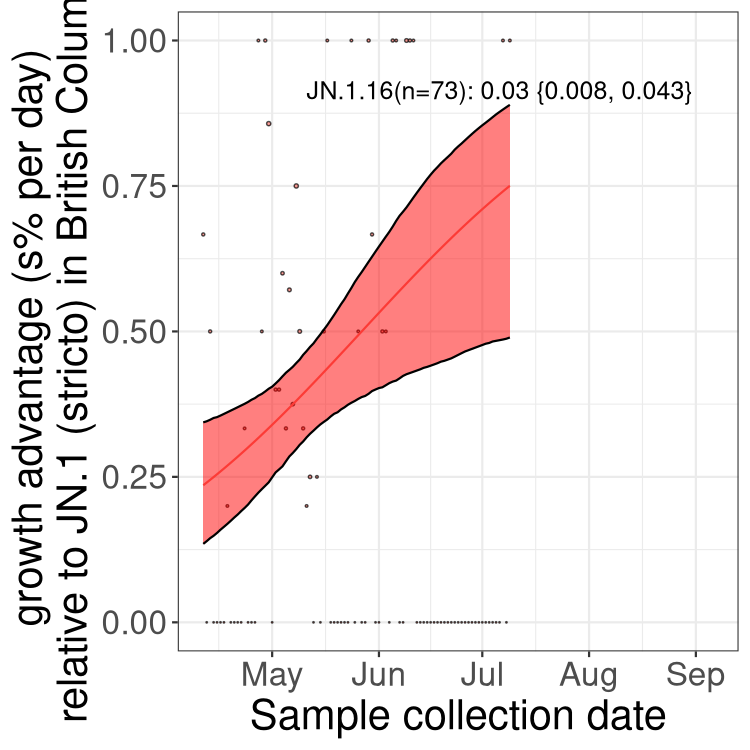 growth advantage (s% per day)
relative to JN.1 (stricto) in British Colum
1.00
0.75
0.50
0.25
0.00
JN.1.16(n=73): 0.03 {0.008, 0.043}
May Jun Jul Aug Sep
Sample collection date